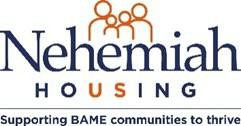 Nehemiah
HOUSING
Supporting BAME communities to thrive